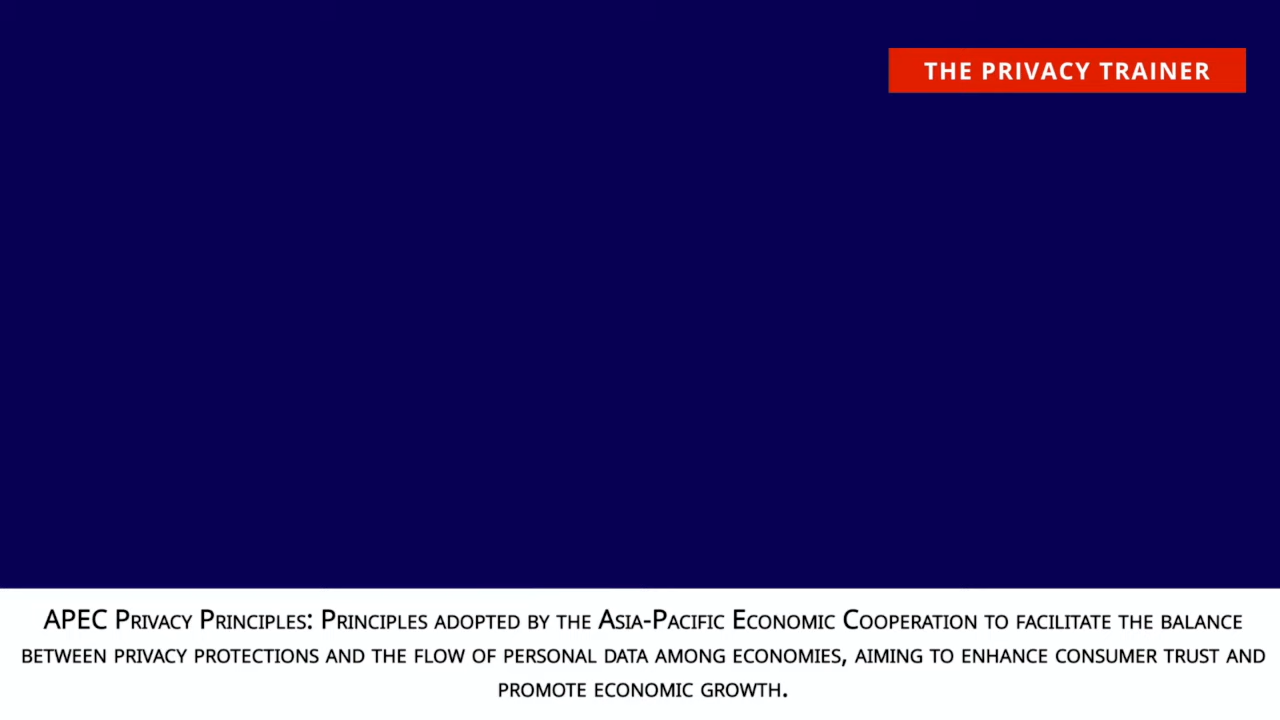 THE PRIVACY TRAINER
APEC Privacy Principles: Principles adopted by the Asia-Pacific Economic Cooperation to facilitate the balance
between privacy protections and the flow of personal data among economies, aiming to enhance consumer trust and
promote economic growth.